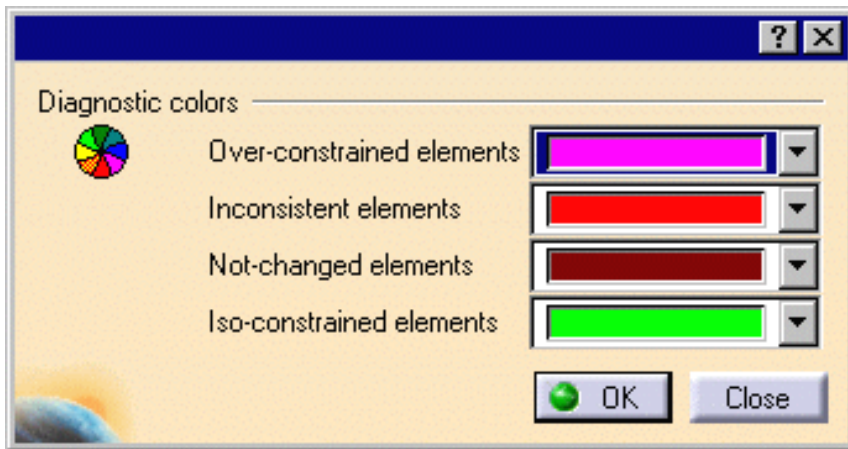 ?
Diagnostic colors
Over-constrained elements
Inconsistent elements
Not-changed elements
Iso-constrained elements
OK Close